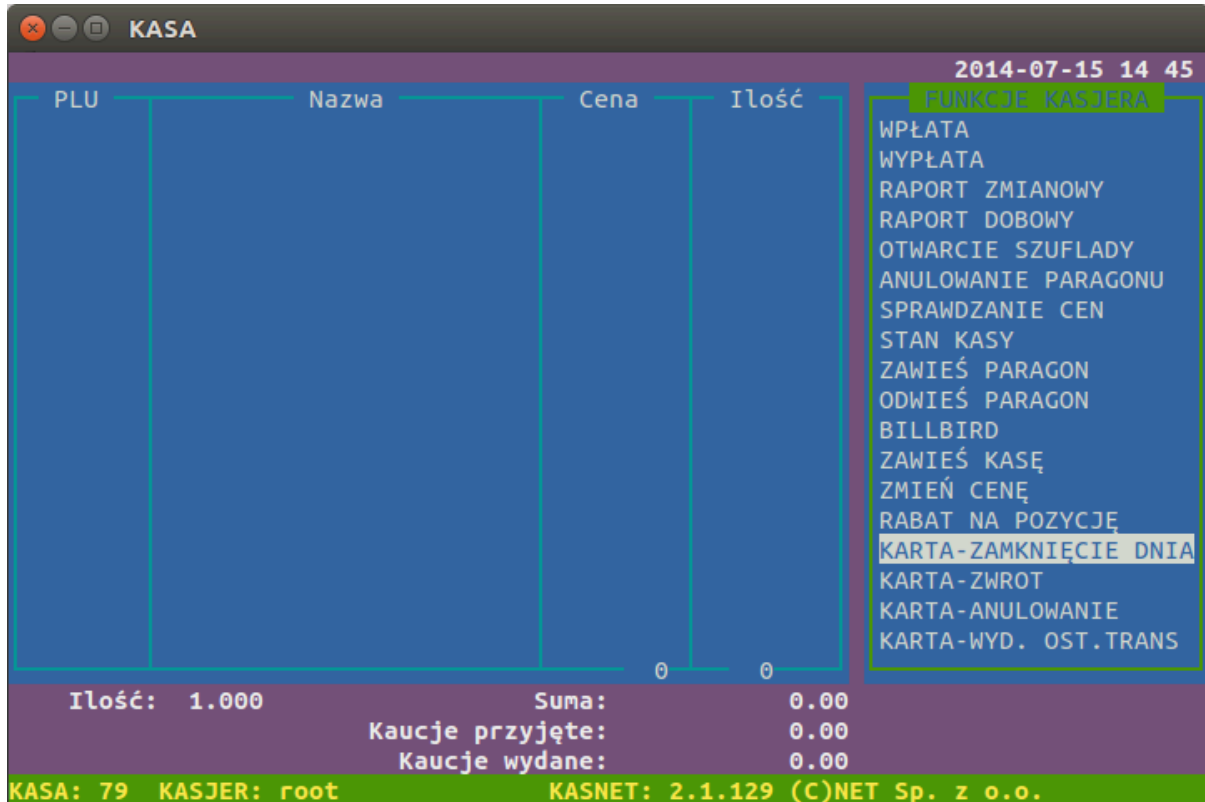 KASA
2014-07-15 14 45
PLU Nazwa Cena Ilość
FUNKCJE KASJERA
WPŁATA
WYPŁATA
RAPORT ZMIANOWY
RAPORT DOBOWY
OTWARCIE SZUFLADY
ANULOWANIE PARAGONU
SPRAWDZANIE CEN
STAN KASY
ZAWIEŚ PARAGON
ODWIEŚ PARAGON
BILLBIRD
ZAWIEŚ KASĘ
ZMIEŃ CENĘ
RABAT NA POZYCJĘ
KARTA-ZAMKNIĘCIE DNIA
KARTA-ZWROT
KARTA-ANULOWANIE
KARTA-WYD. OST.TRANS
0 0
Ilość: 1.000 Suma: 0.00
Kaucje przyjęte: 0.00
Kaucje wydane: 0.00
KASA: 79 KASJER: root KASNET: 2.1.129 (C)NET Sp. z o.o.